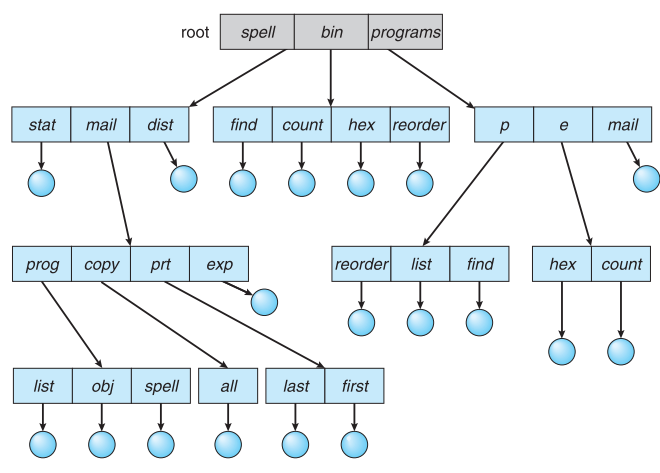 root spell bin programs
stat mail dist find count hex reorder p e mail
prog copy prt exp reorder list find hex count
list obj spell all last first